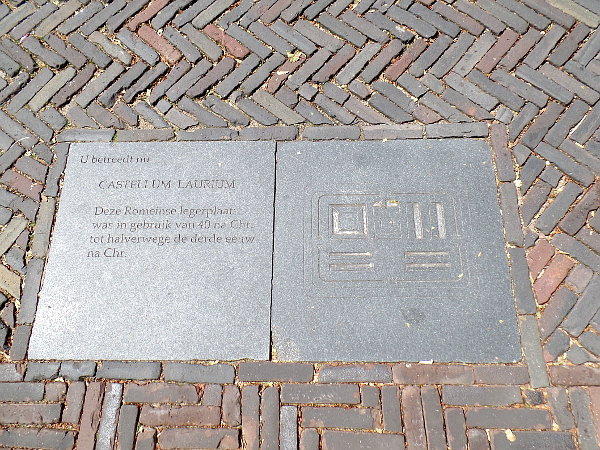 U betreedt nu
CASTELLUM LAURIUM
Deze Romeinse legerplaats
was in gebruik van 40 na Chr.
tot halverwege de derde eeuw
na Chr.